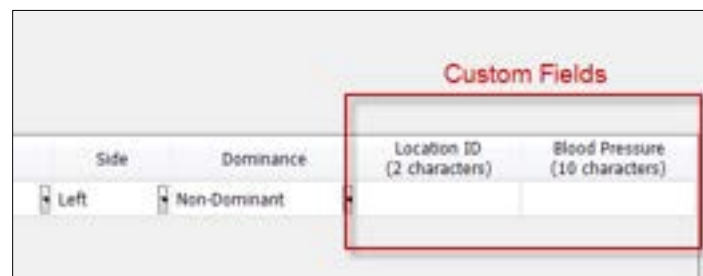 Custom Fields
Side Dominance Location ID Blood Pressure
(2 characters) (10 characters)
Left Non-Dominant